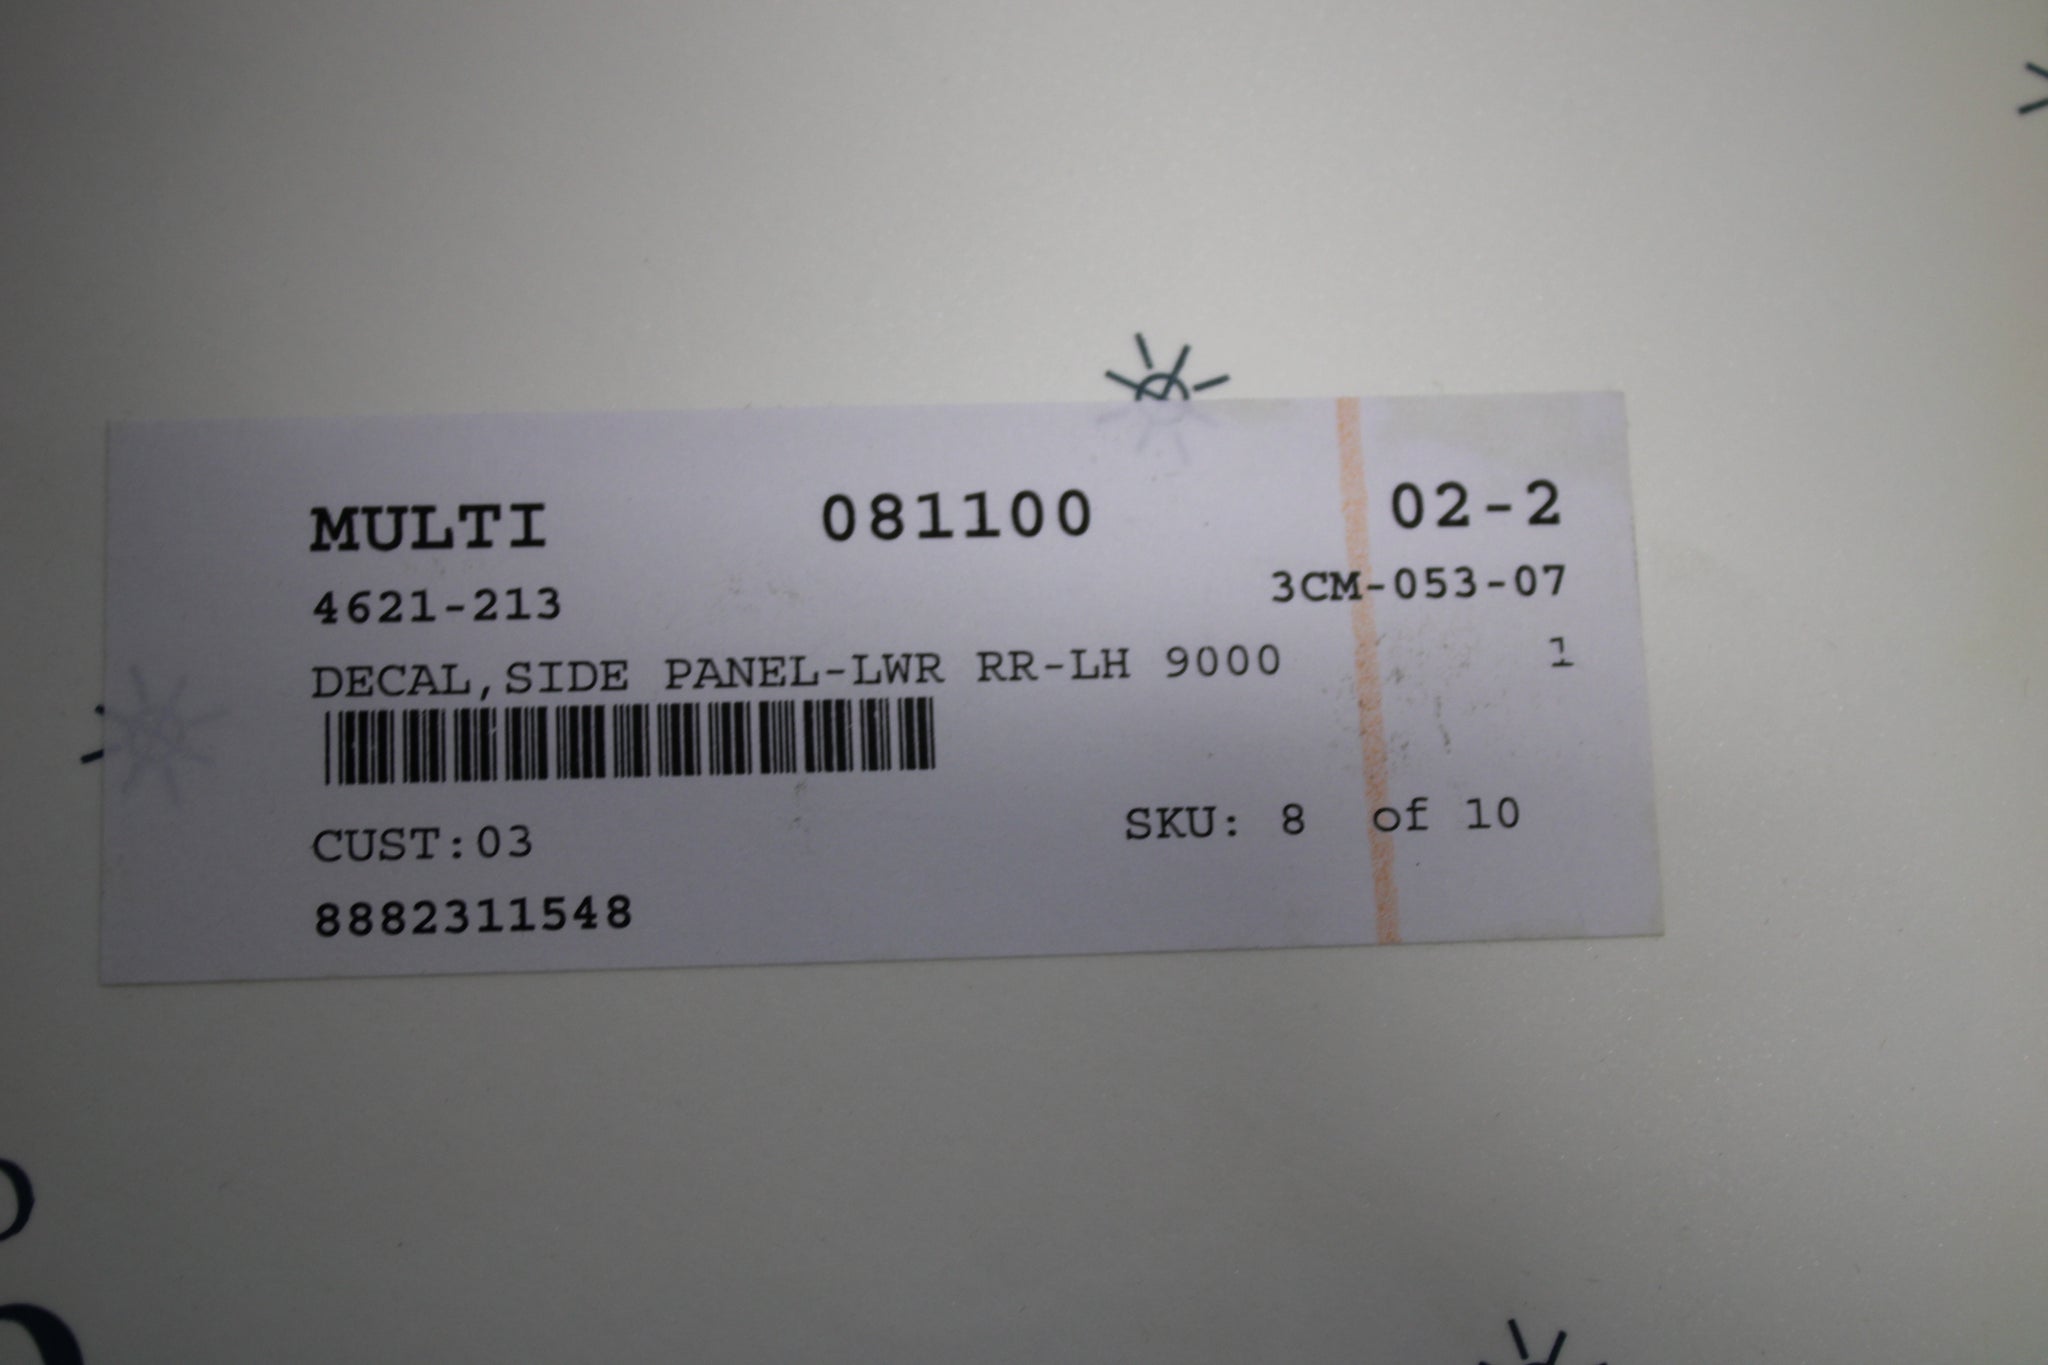 MULTI 081100 02-2
4621-213 3CM-053-07
DECAL,SIDE PANEL-LWR RR-LH 9000 1
CUST:03 SKU: 8 of 10
8882311548